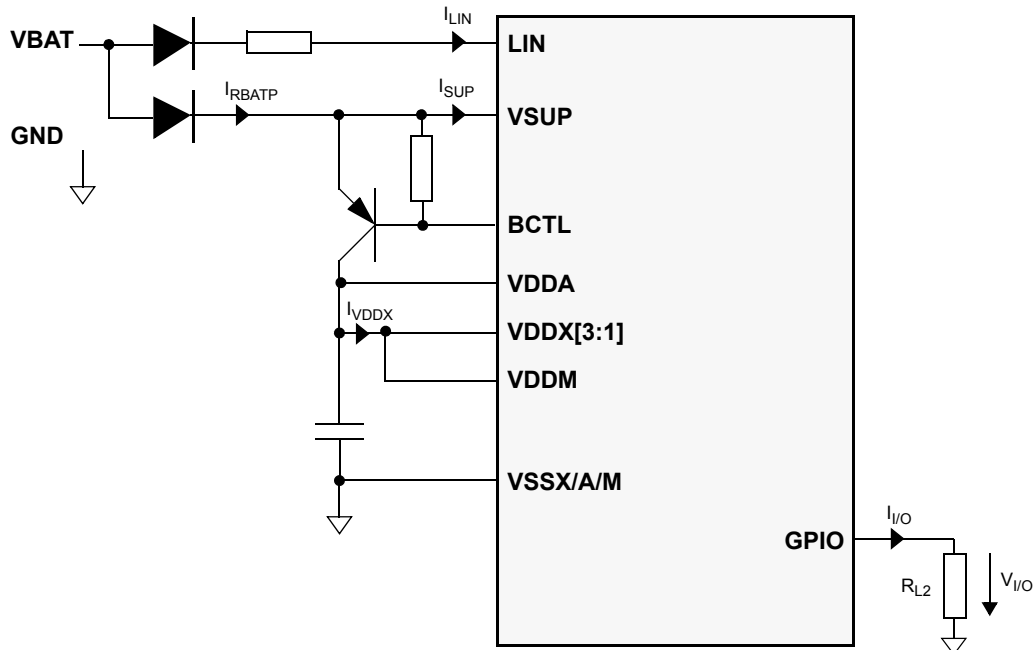 I_LIN
VBAT
LIN
I_RBATP
I_SUP
VSUP
GND
BCTL
VDDA
I_VDDX
VDDX[3:1]
VDDM
VSSX/A/M
GPIO
I_I/O
R_L2
V_I/O